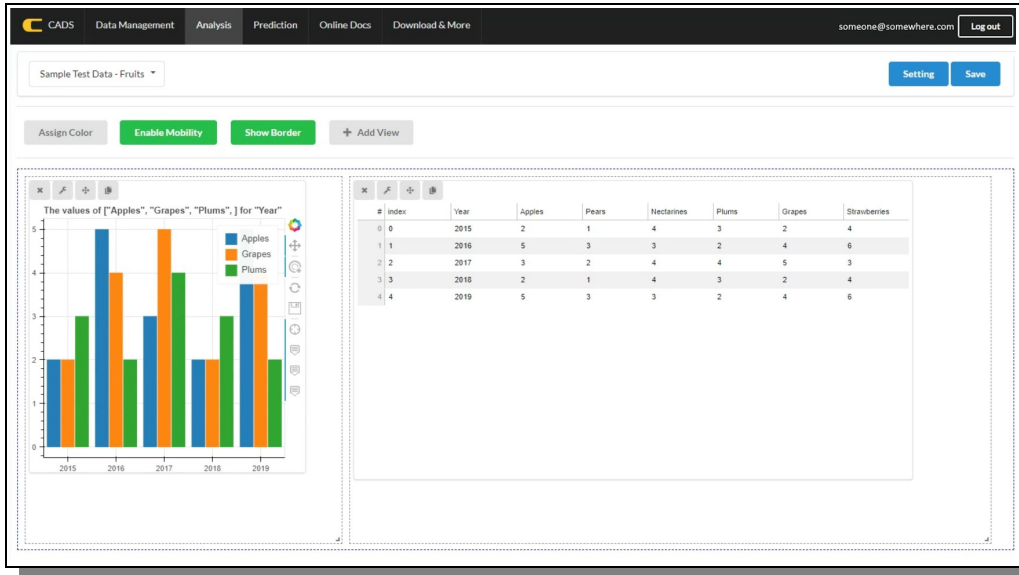 CADS Data Management Analysis Prediction Online Docs Download & More someone@somewhere.com Log out
Sample Test Data - Fruits Setting Save
Assign Color Enable Mobility Show Border + Add View
The values of ["Apples", "Grapes", "Plums", ] for "Year"
Apples
Grapes
Plums
5
4
3
2
1
0
2015 2016 2017 2018 2019
# index Year Apples Pears Nectarines Plums Grapes Strawberries
0 0 2015 2 1 4 3 2 4
1 1 2016 5 3 3 2 4 6
2 2 2017 3 2 4 4 5 3
3 3 2018 2 1 4 3 2 4
4 4 2019 5 3 3 2 4 6